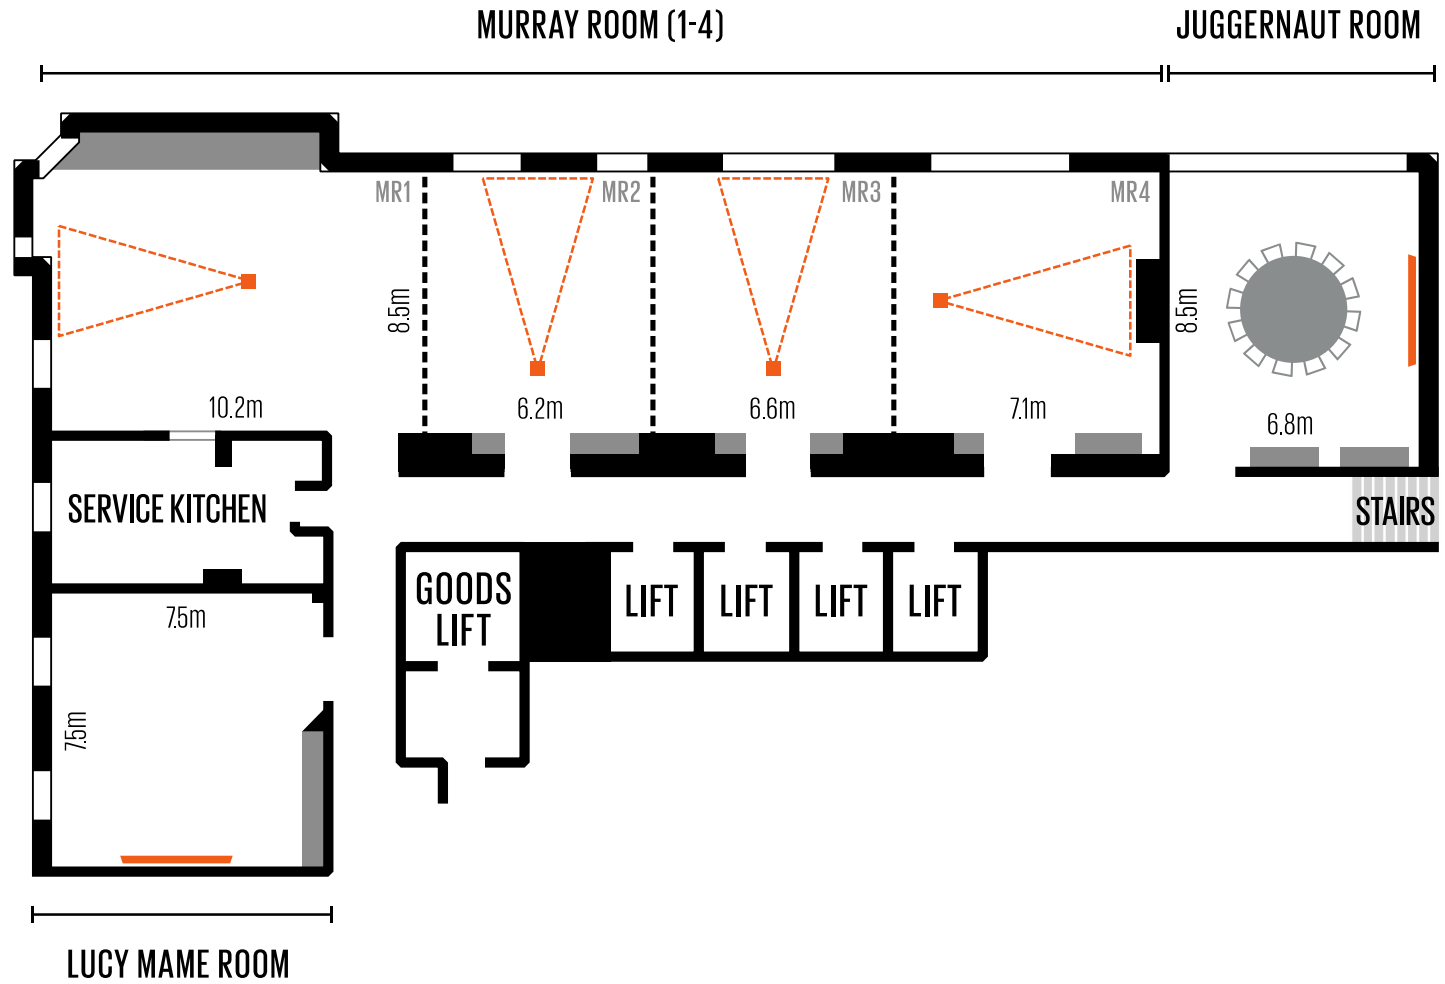 MURRAY ROOM (1-4)
JUGGERNAUT ROOM
MR1
MR2
MR3
MR4
8.5m
8.5m
10.2m
6.2m
6.6m
7.1m
6.8m
SERVICE KITCHEN
STAIRS
GOODS
LIFT
LIFT
LIFT
LIFT
LIFT
7.5m
7.5m
LUCY MAME ROOM